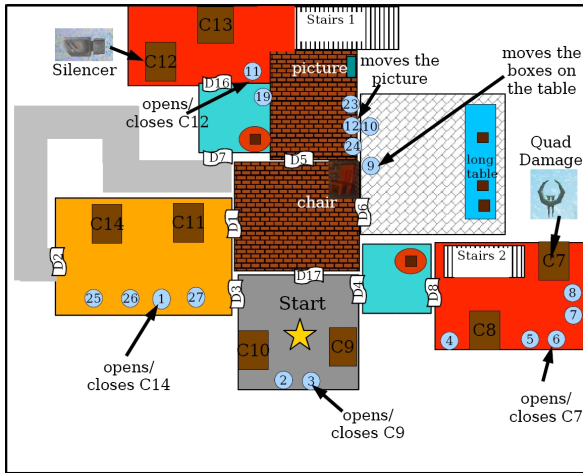 C13
Stairs 1
moves the
picture
moves the
boxes on
the table
C12
Silencer
picture
11
D16
opens/
closes C12
19
23
12
10
24
9
long
table
Quad
Damage
D7
D5
chair
D6
C14
C11
D1
D2
D17
D3
D4
D8
Stairs 2
C7
Start
25
26
1
27
C10
C9
4
C8
5
6
7
8
2
3
opens/
closes C14
opens/
closes C9
opens/
closes C7